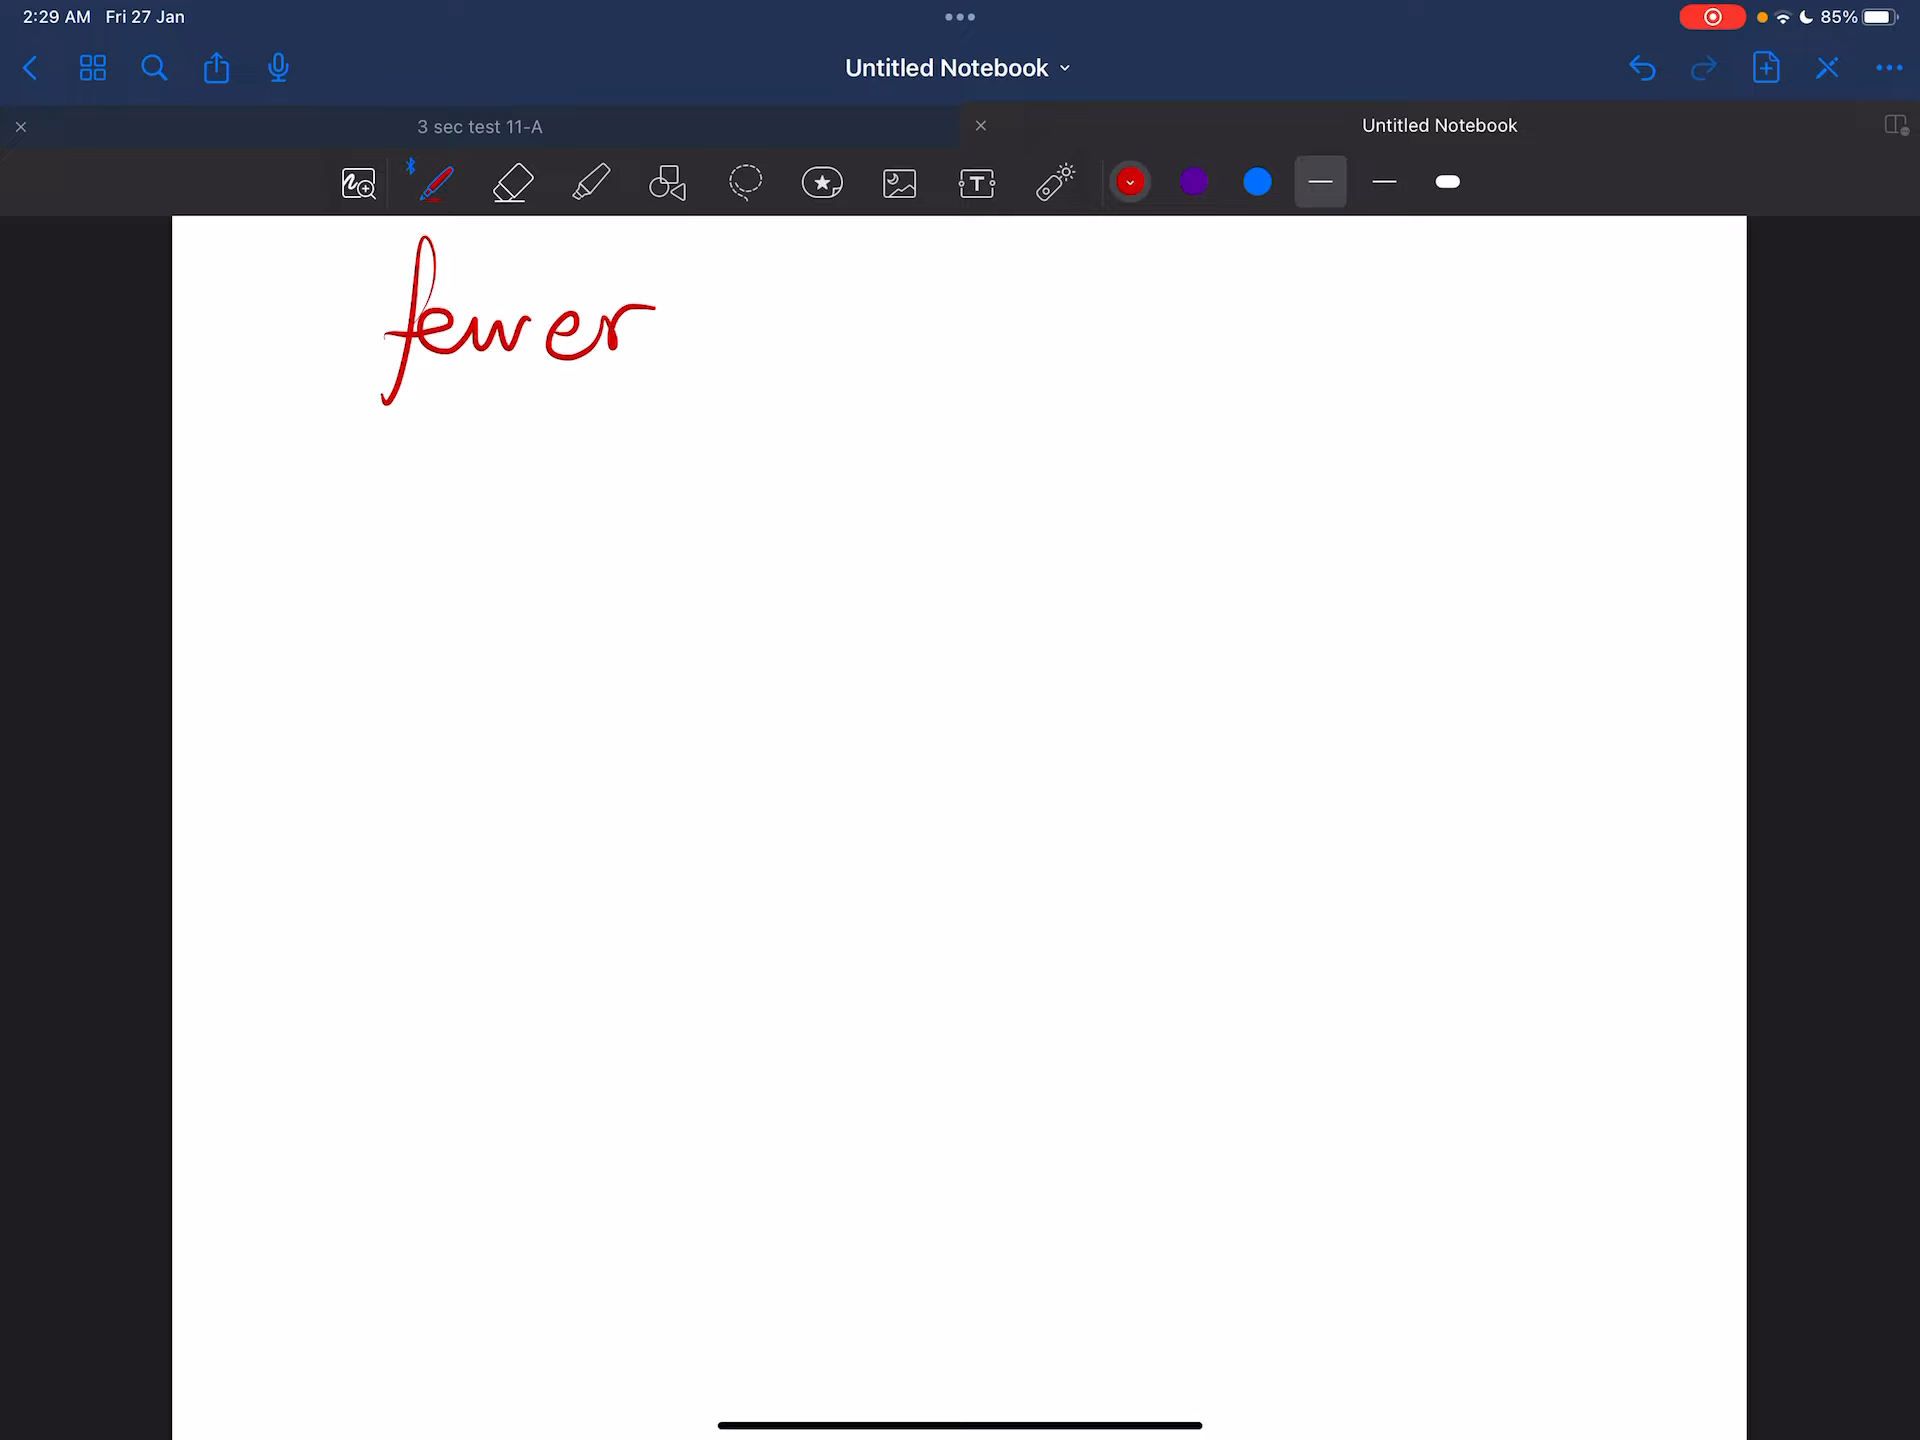 2:29 AM Fri 27 Jan
85%
Untitled Notebook
3 sec test 11-A
Untitled Notebook
T
fewer